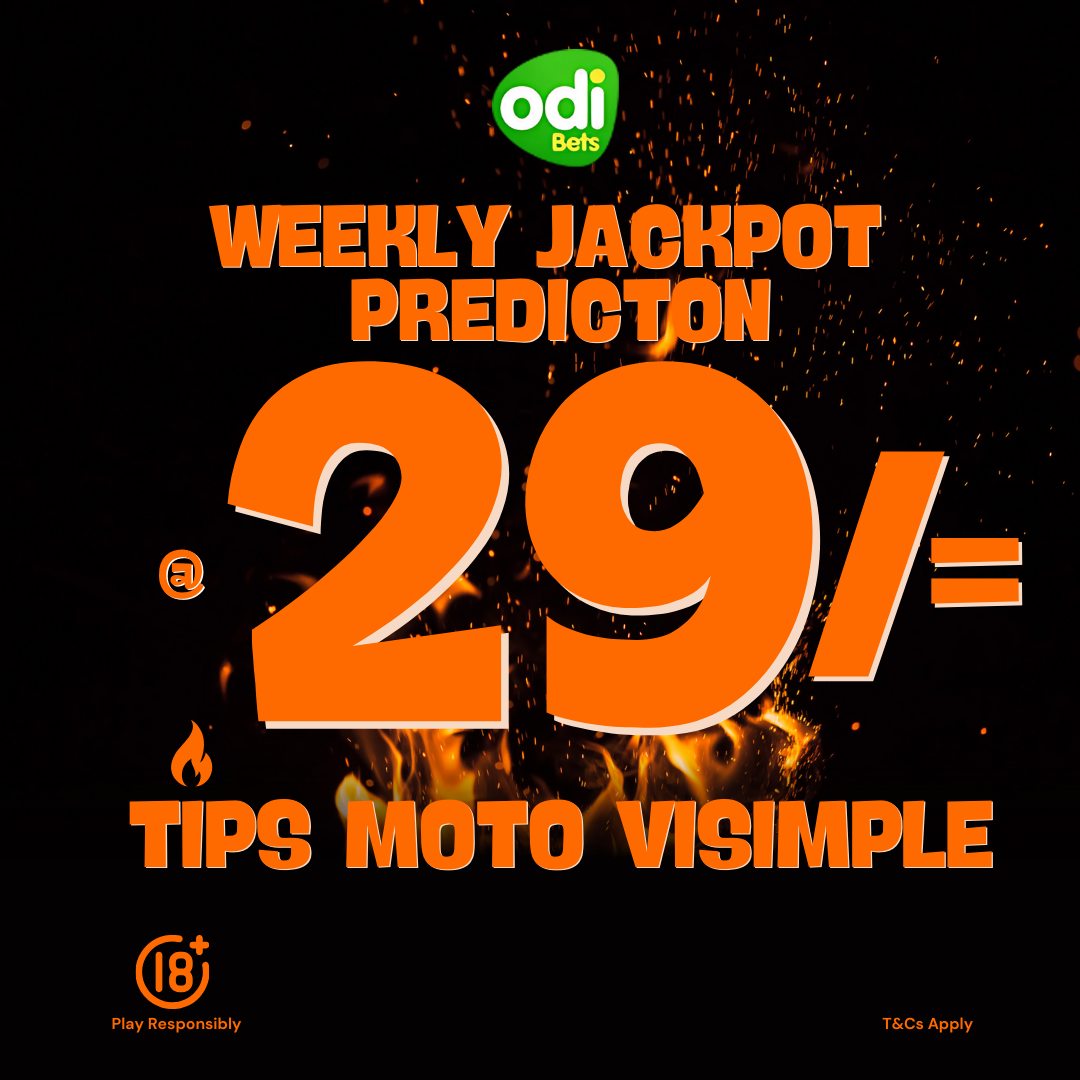 odi
Bets
WEEKLY JACKPOT
PREDICTON
@ 29/=
TIPS MOTO VISIMPLE
18+
Play Responsibly
T&Cs Apply